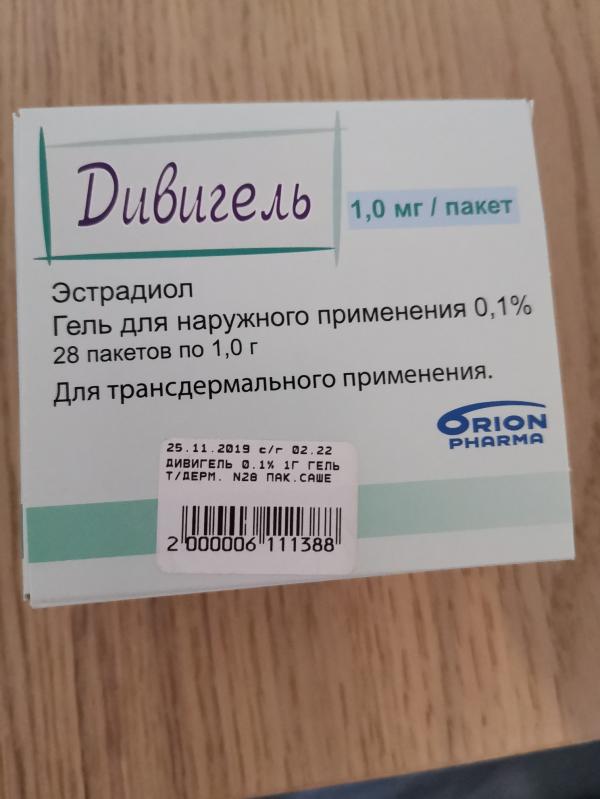 Дивигель
1,0 мг / пакет
Эстрадиол
Гель для наружного применения 0,1%
28 пакетов по 1,0 г
Для трансдермального применения.
ORION
PHARMA
25.11.2019 с/г 02.22
ДИВИГЕЛЬ 0.1% 1Г ГЕЛЬ
Т/ДЕРМ. N28 ПАК.САШЕ
2 000006 111388